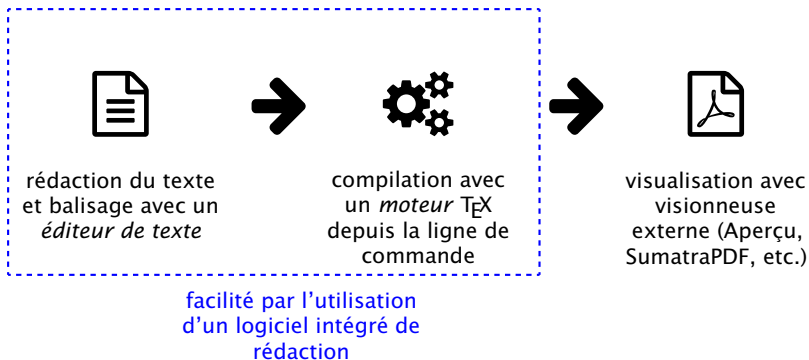 rédaction du texte
et balisage avec un
éditeur de texte
compilation avec
un moteur TEX
depuis la ligne de
commande
visualisation avec
visionneuse
externe (Aperçu,
SumatraPDF, etc.)
facilité par l’utilisation
d’un logiciel intégré de
rédaction